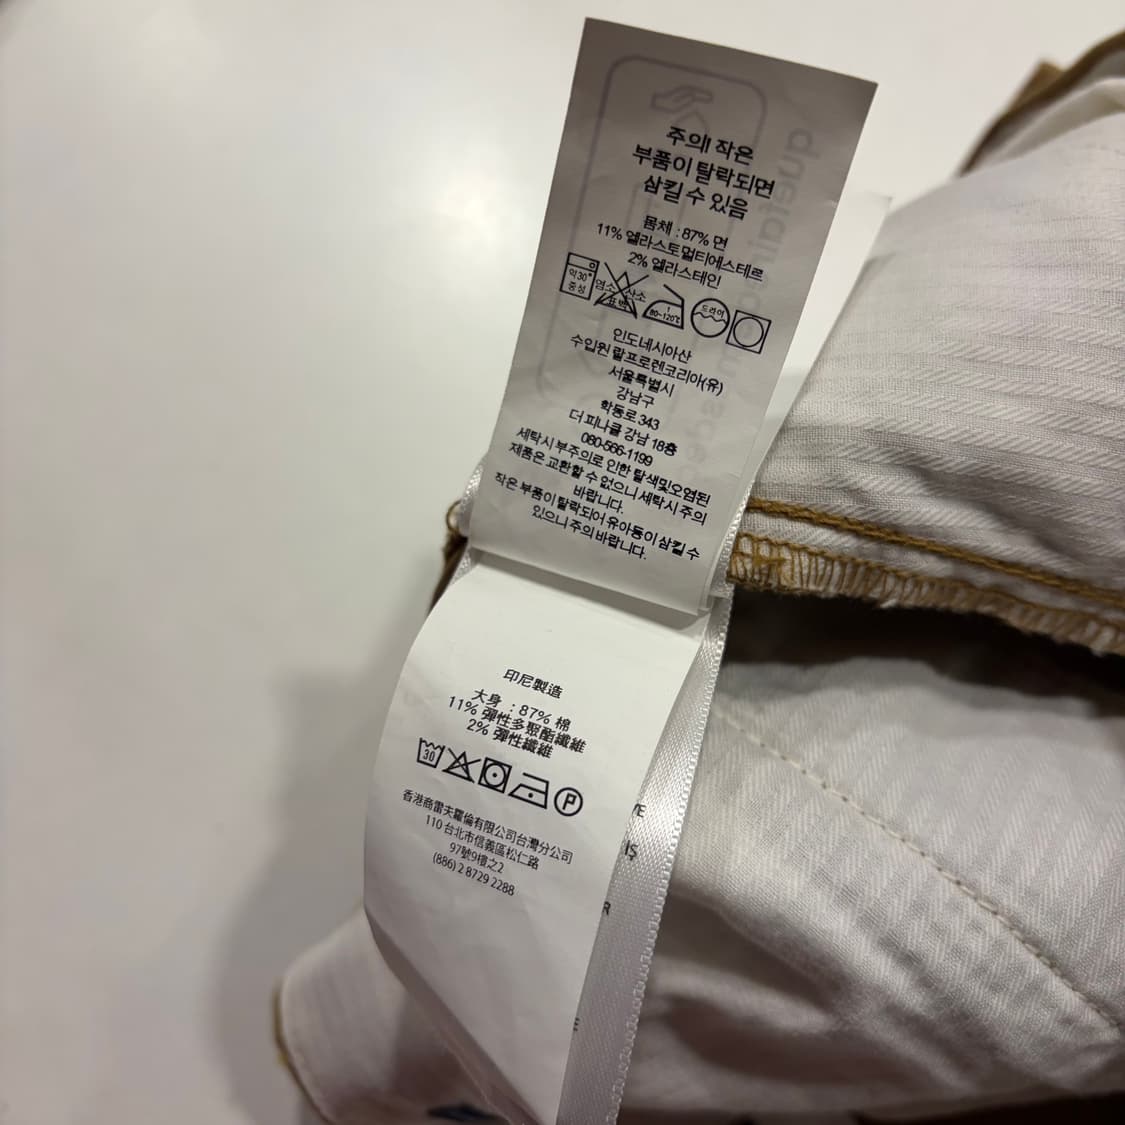 주의! 작은
부품이 탈락되면
삼킬 수 있음
몸체 : 87% 면
11% 엘라스토멀티에스테르
2% 엘라스테인
약30°
중성
염소 산소
표백
1
80~120℃
드라이
인도네시아산
수입원 랄프로렌코리아(유)
서울특별시
강남구
학동로 343
더 피나클 강남 18층
080-566-1199
세탁시 부주의로 인한 탈색및오염된
제품은 교환할 수 없으니 세탁시 주의
바랍니다.
작은 부품이 탈락되어 유아동이 삼킬 수
있으니 주의 바랍니다.
印尼製造
大身 : 87% 棉
11% 彈性多聚酯纖維
2% 彈性纖維
30
P
香港商雷夫羅倫有限公司台灣分公司
110 台北市信義區松仁路
97號9樓之2
(886) 2 8729 2288